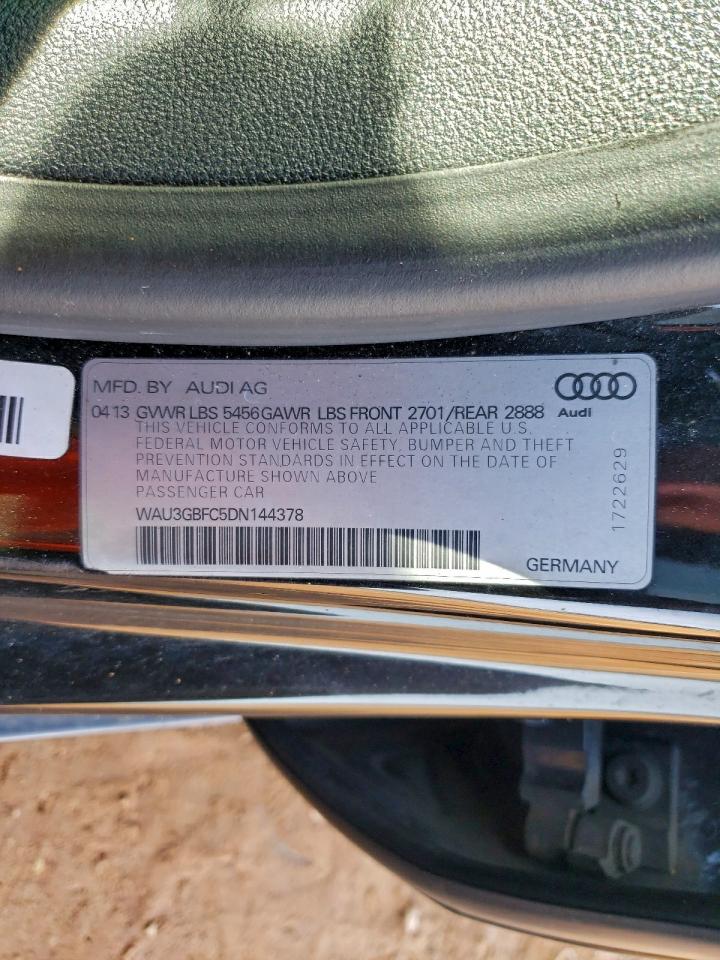 MFD. BY AUDI AG
04 13 GVWR LBS 5456 GAWR LBS FRONT 2701/REAR 2888 Audi
THIS VEHICLE CONFORMS TO ALL APPLICABLE U.S.
FEDERAL MOTOR VEHICLE SAFETY, BUMPER AND THEFT
PREVENTION STANDARDS IN EFFECT ON THE DATE OF
MANUFACTURE SHOWN ABOVE
PASSENGER CAR
WAU3GBFC5DN144378
GERMANY
1722629